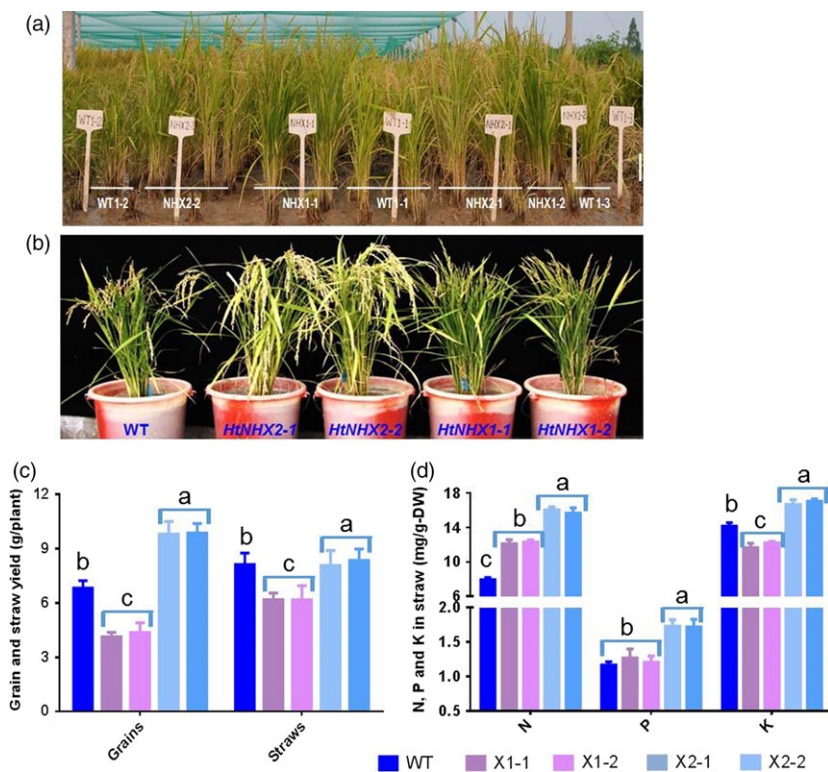 (a)
WT1-2
NHX2-2
NHX1-1
WT1-1
NHX2-1
NHX1-2
WT1-1
WT1-2
NHX2-2
NHX1-1
WT1-1
NHX2-1
NHX1-2
WT1-3
(b)
WT
HtNHX2-1
HtNHX2-2
HtNHX1-1
HtNHX1-2
(c)
Grain and straw yield (g/plant)
12
9
6
3
0
b
c
a
b
c
a
Grains
Straws
(d)
N, P and K in straw (mg/g-DW)
18
14
10
6
2.0
1.5
1.0
0.5
c
b
a
b
a
b
c
a
N
P
K
WT
X1-1
X1-2
X2-1
X2-2